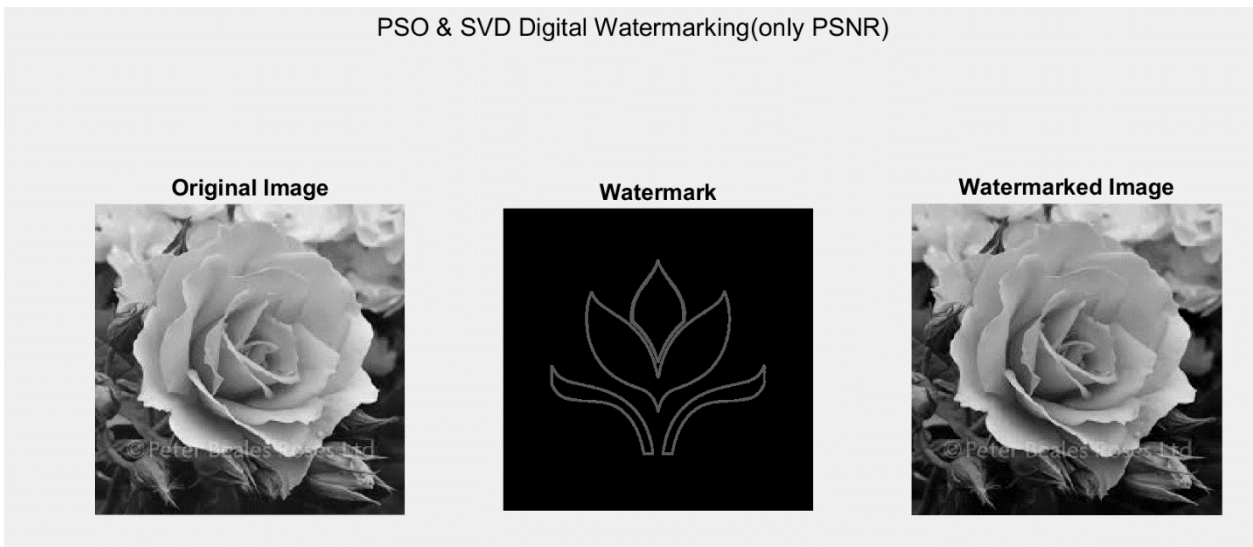 PSO & SVD Digital Watermarking(only PSNR)
Original Image
Watermark
Watermarked Image
© Peter Beales Roses Ltd
© Peter Beales Roses Ltd